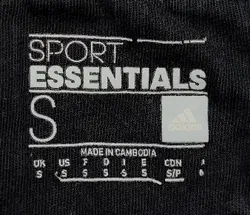 SPORT
ESSENTIALS
S
adidas
MADE IN CAMBODIA
UK US F D I E CDN J
S S S S S S S/P